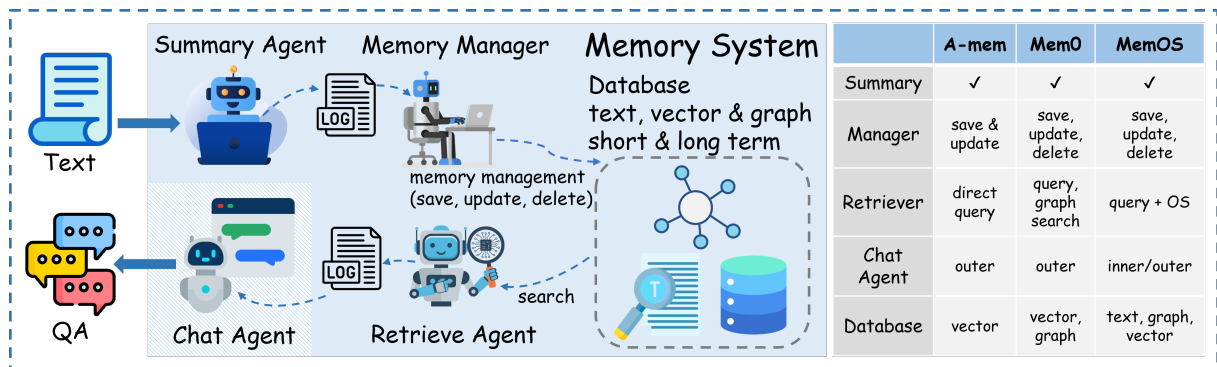 Summary Agent
Memory Manager
Memory System
Database
text, vector & graph
short & long term
LOG
Text
memory management
(save, update, delete)
LOG
search
T
QA
Chat Agent
Retrieve Agent
A-mem Mem0 MemOS
Summary ✓ ✓ ✓
Manager
save &
update
save,
update,
delete
save,
update,
delete
Retriever
direct
query
query,
graph
search
query + OS
Chat
Agent
outer outer inner/outer
Database
vector
vector,
graph
text, graph,
vector